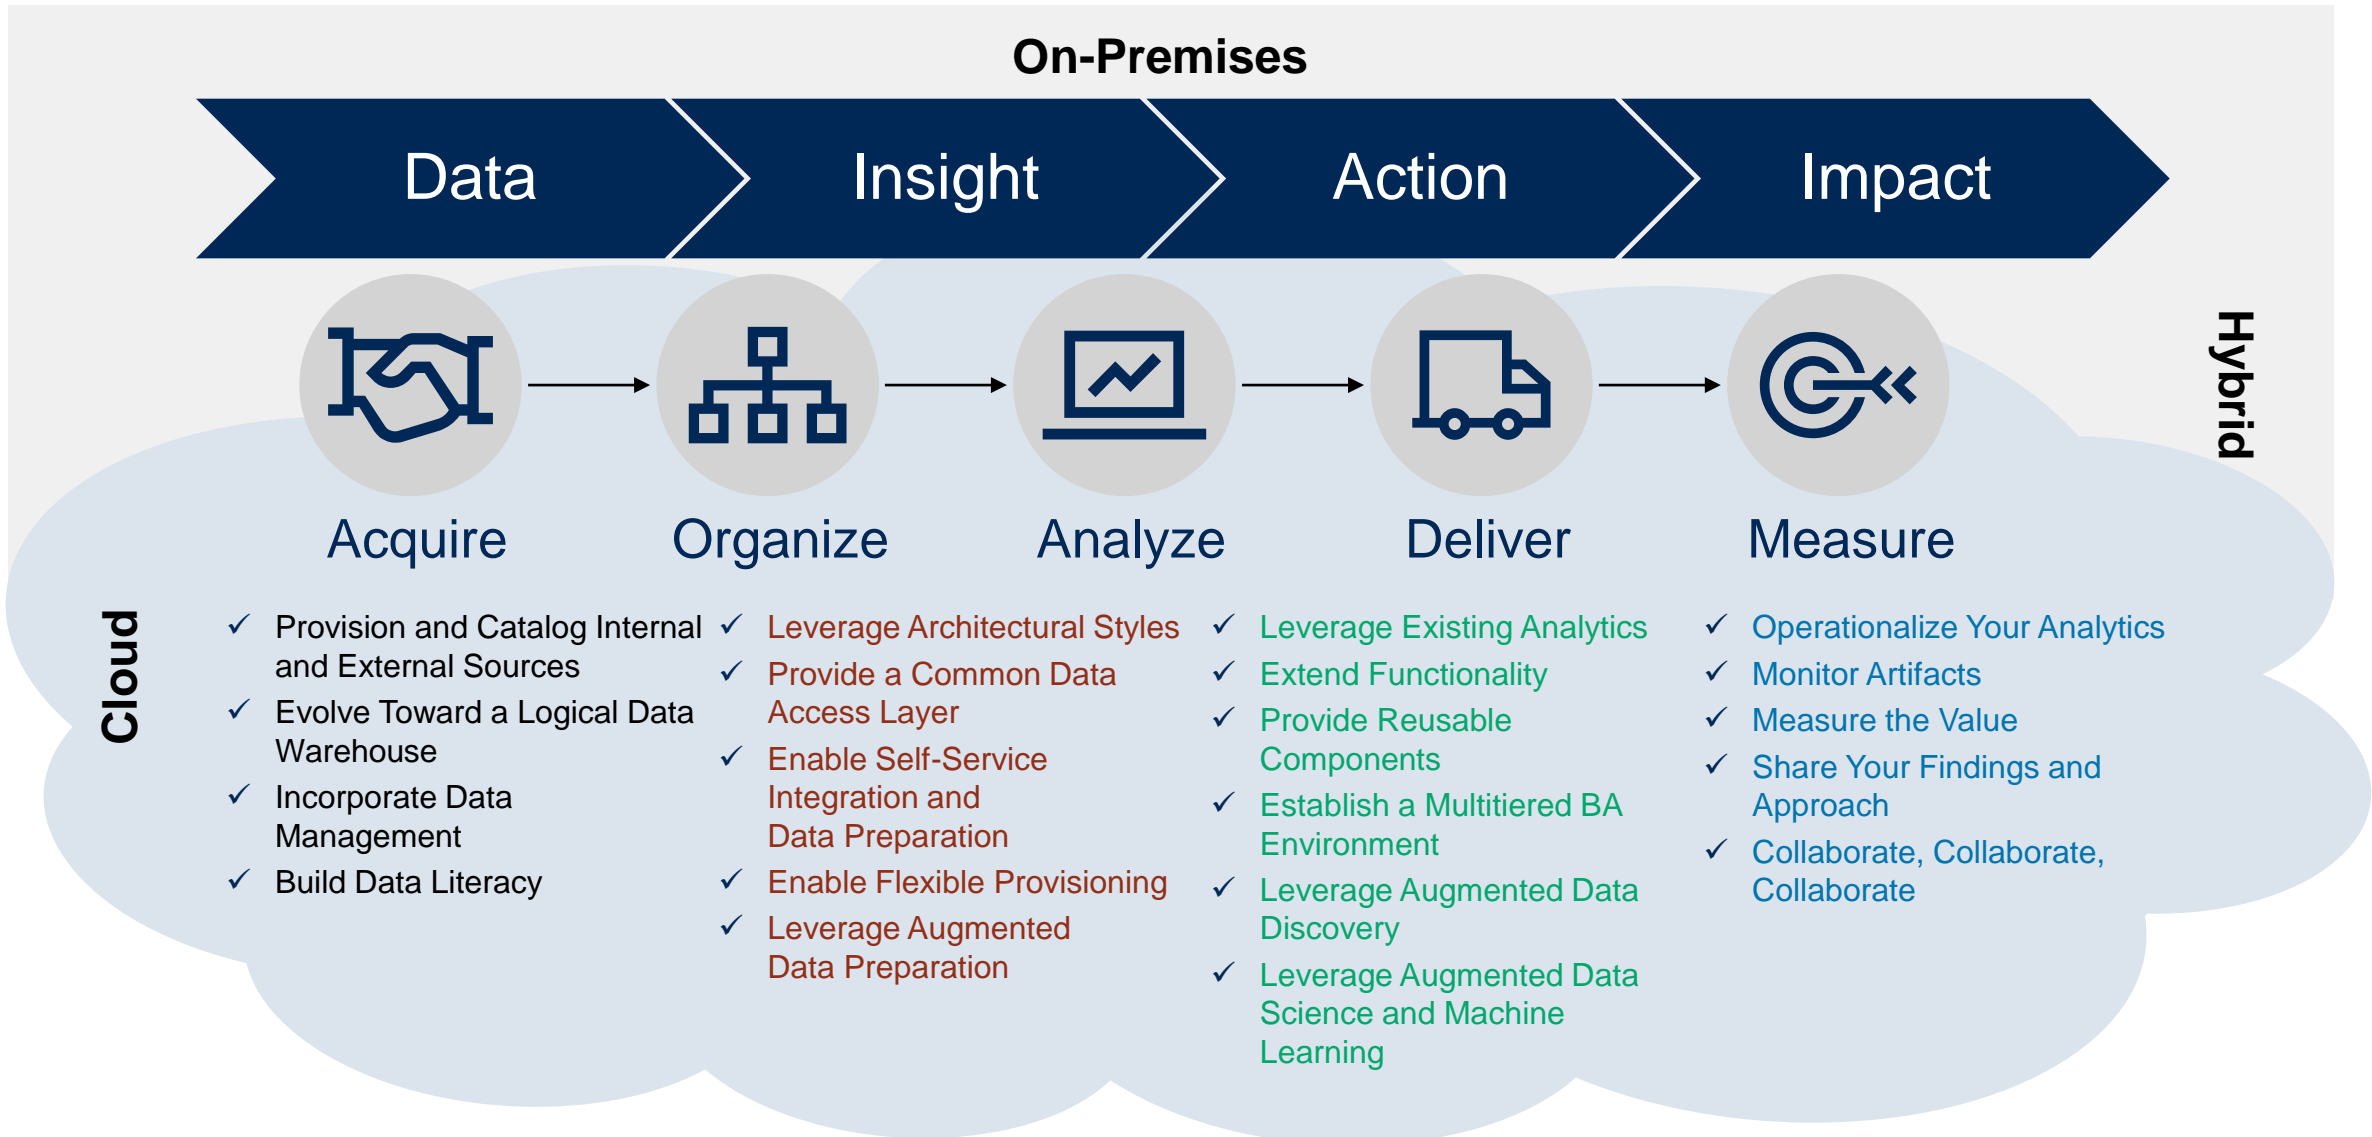 On-Premises
Data
Insight
Action
Impact
Hybrid
Cloud
Acquire
Organize
Analyze
Deliver
Measure
Provision and Catalog Internal
and External Sources
Evolve Toward a Logical Data
Warehouse
Incorporate Data
Management
Build Data Literacy
Leverage Architectural Styles
Provide a Common Data
Access Layer
Enable Self-Service
Integration and
Data Preparation
Enable Flexible Provisioning
Leverage Augmented
Data Preparation
Leverage Existing Analytics
Extend Functionality
Provide Reusable
Components
Establish a Multitiered BA
Environment
Leverage Augmented Data
Discovery
Leverage Augmented Data
Science and Machine
Learning
Operationalize Your Analytics
Monitor Artifacts
Measure the Value
Share Your Findings and
Approach
Collaborate, Collaborate,
Collaborate